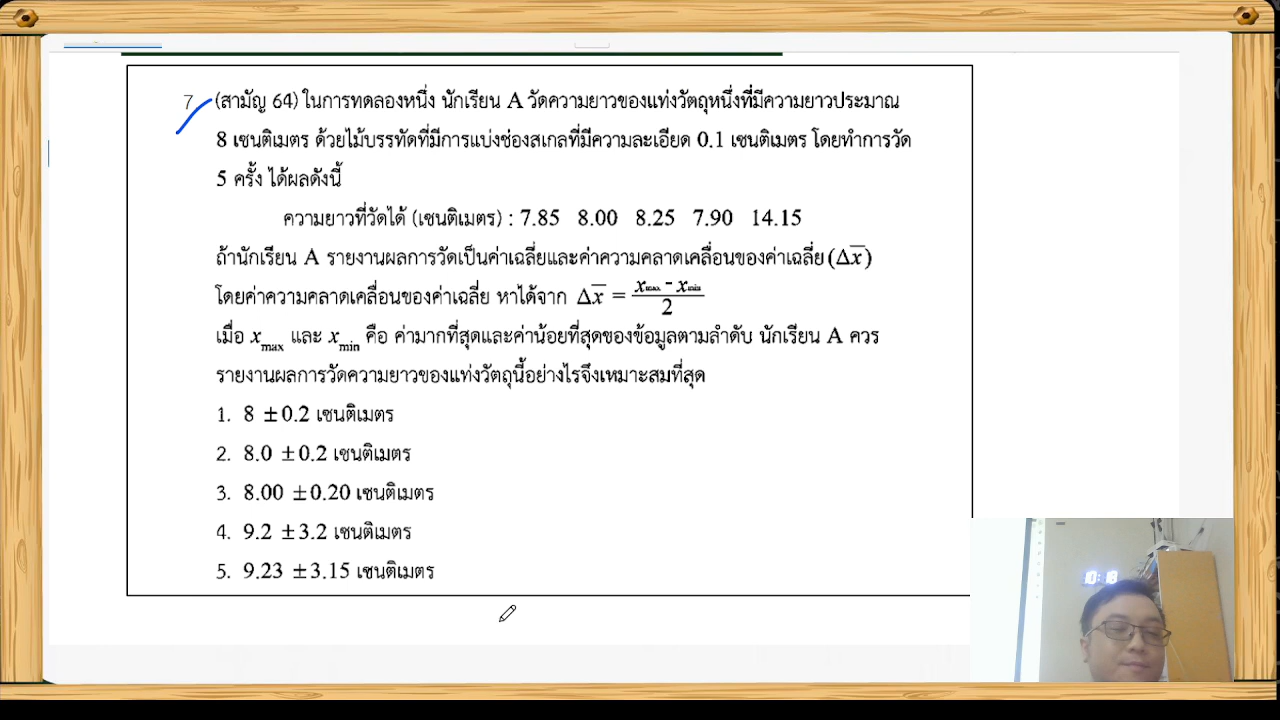 7 (สามัญ 64) ในการทดลองหนึ่ง นักเรียน A วัดความยาวของแท่งวัตถุหนึ่งที่มีความยาวประมาณ
8 เซนติเมตร ด้วยไม้บรรทัดที่มีการแบ่งช่องสเกลที่มีความละเอียด 0.1 เซนติเมตร โดยทำการวัด
5 ครั้ง ได้ผลดังนี้
ความยาวที่วัดได้ (เซนติเมตร) : 7.85 8.00 8.25 7.90 14.15
ถ้านักเรียน A รายงานผลการวัดเป็นค่าเฉลี่ยและค่าความคลาดเคลื่อนของค่าเฉลี่ย (Δx̅)
โดยค่าความคลาดเคลื่อนของค่าเฉลี่ย หาได้จาก Δx̅ = (x_max - x_min)/2
เมื่อ x_max และ x_min คือ ค่ามากที่สุดและค่าน้อยที่สุดของข้อมูลตามลำดับ นักเรียน A ควร
รายงานผลการวัดความยาวของแท่งวัตถุนี้อย่างไรจึงเหมาะสมที่สุด
1. 8 ±0.2 เซนติเมตร
2. 8.0 ±0.2 เซนติเมตร
3. 8.00 ±0.20 เซนติเมตร
4. 9.2 ±3.2 เซนติเมตร
5. 9.23 ±3.15 เซนติเมตร
10:18